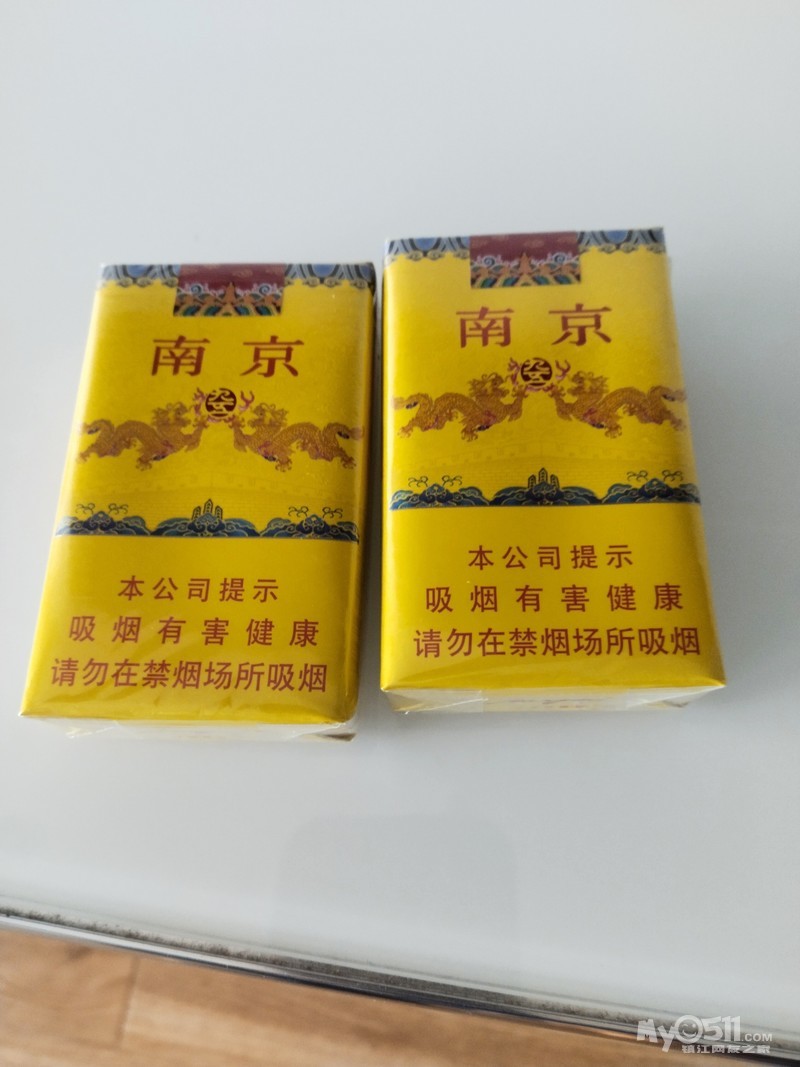 南京
本公司提示
吸烟有害健康
请勿在禁烟场所吸烟
南京
本公司提示
吸烟有害健康
请勿在禁烟场所吸烟
My0511.COM
镇江网友之家